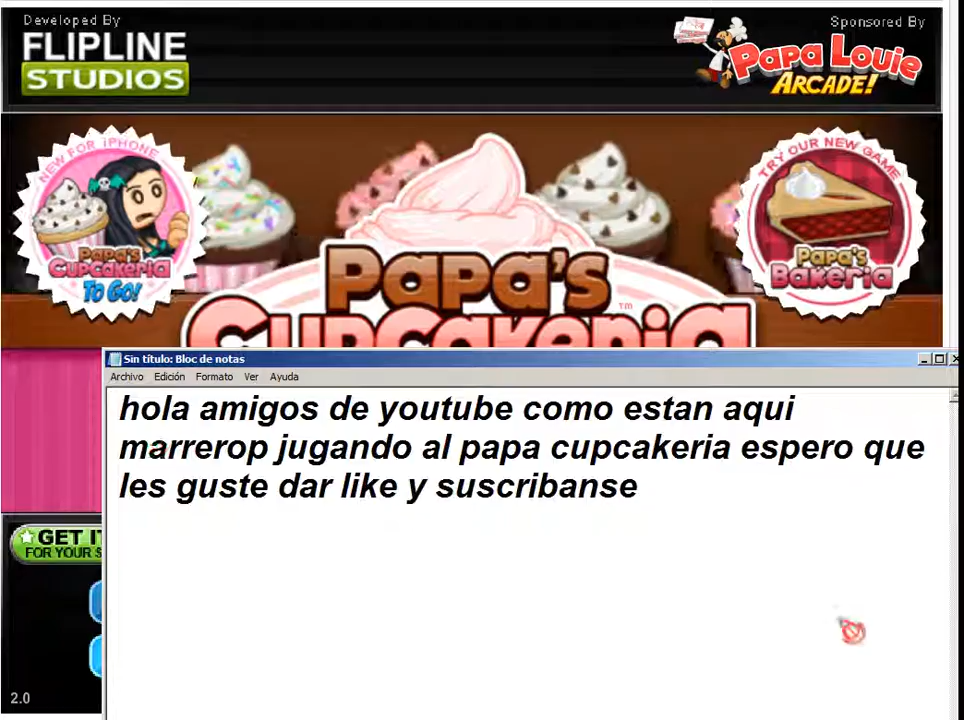 Developed By
FLIPLINE
STUDIOS
Sponsored By
Papa Louie
ARCADE!
NEW FOR iPHONE
Papa's
Cupcakeria
To Go!
TRY OUR NEW GAME
Papa's
Bakeria
Papa's
Cupcakeria™
Sin título: Bloc de notas
Archivo Edición Formato Ver Ayuda
hola amigos de youtube como estan aqui
marrerop jugando al papa cupcakeria espero que
les guste dar like y suscribanse
GET IT
FOR YOUR S
2.0